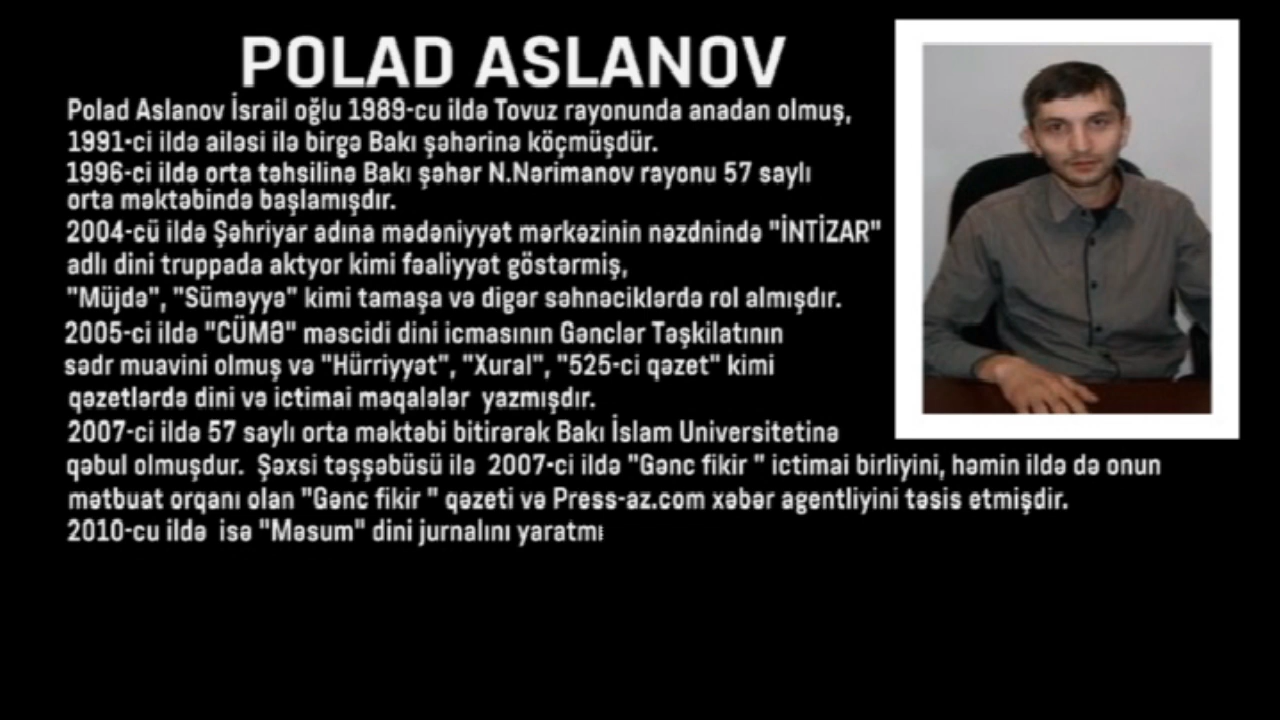 POLAD ASLANOV
Polad Aslanov İsrail oğlu 1989-cu ildə Tovuz rayonunda anadan olmuş,
1991-ci ildə ailəsi ilə birgə Bakı şəhərinə köçmüşdür.
1996-ci ildə orta təhsilinə Bakı şəhər N.Nərimanov rayonu 57 saylı
orta məktəbində başlamışdır.
2004-cü ildə Şəhriyar adına mədəniyyət mərkəzinin nəzdnində "İNTİZAR"
adlı dini truppada aktyor kimi fəaliyyət göstərmiş,
"Müjdə", "Süməyyə" kimi tamaşa və digər səhnəciklərdə rol almışdır.
2005-ci ildə "CÜMƏ" məscidi dini icmasının Gənclər Təşkilatının
sədr muavini olmuş və "Hürriyyət", "Xural", "525-ci qəzet" kimi
qəzetlərdə dini və ictimai məqalələr yazmışdır.
2007-ci ildə 57 saylı orta məktəbi bitirərək Bakı İslam Universitetinə
qəbul olmuşdur. Şəxsi təşşəbüsü ilə 2007-ci ildə "Gənc fikir " ictimai birliyini, həmin ildə də onun
mətbuat orqanı olan "Gənc fikir " qəzeti və Press-az.com xəbər agentliyini təsis etmişdir.
2010-cu ildə isə "Məsum" dini jurnalını yaratmı